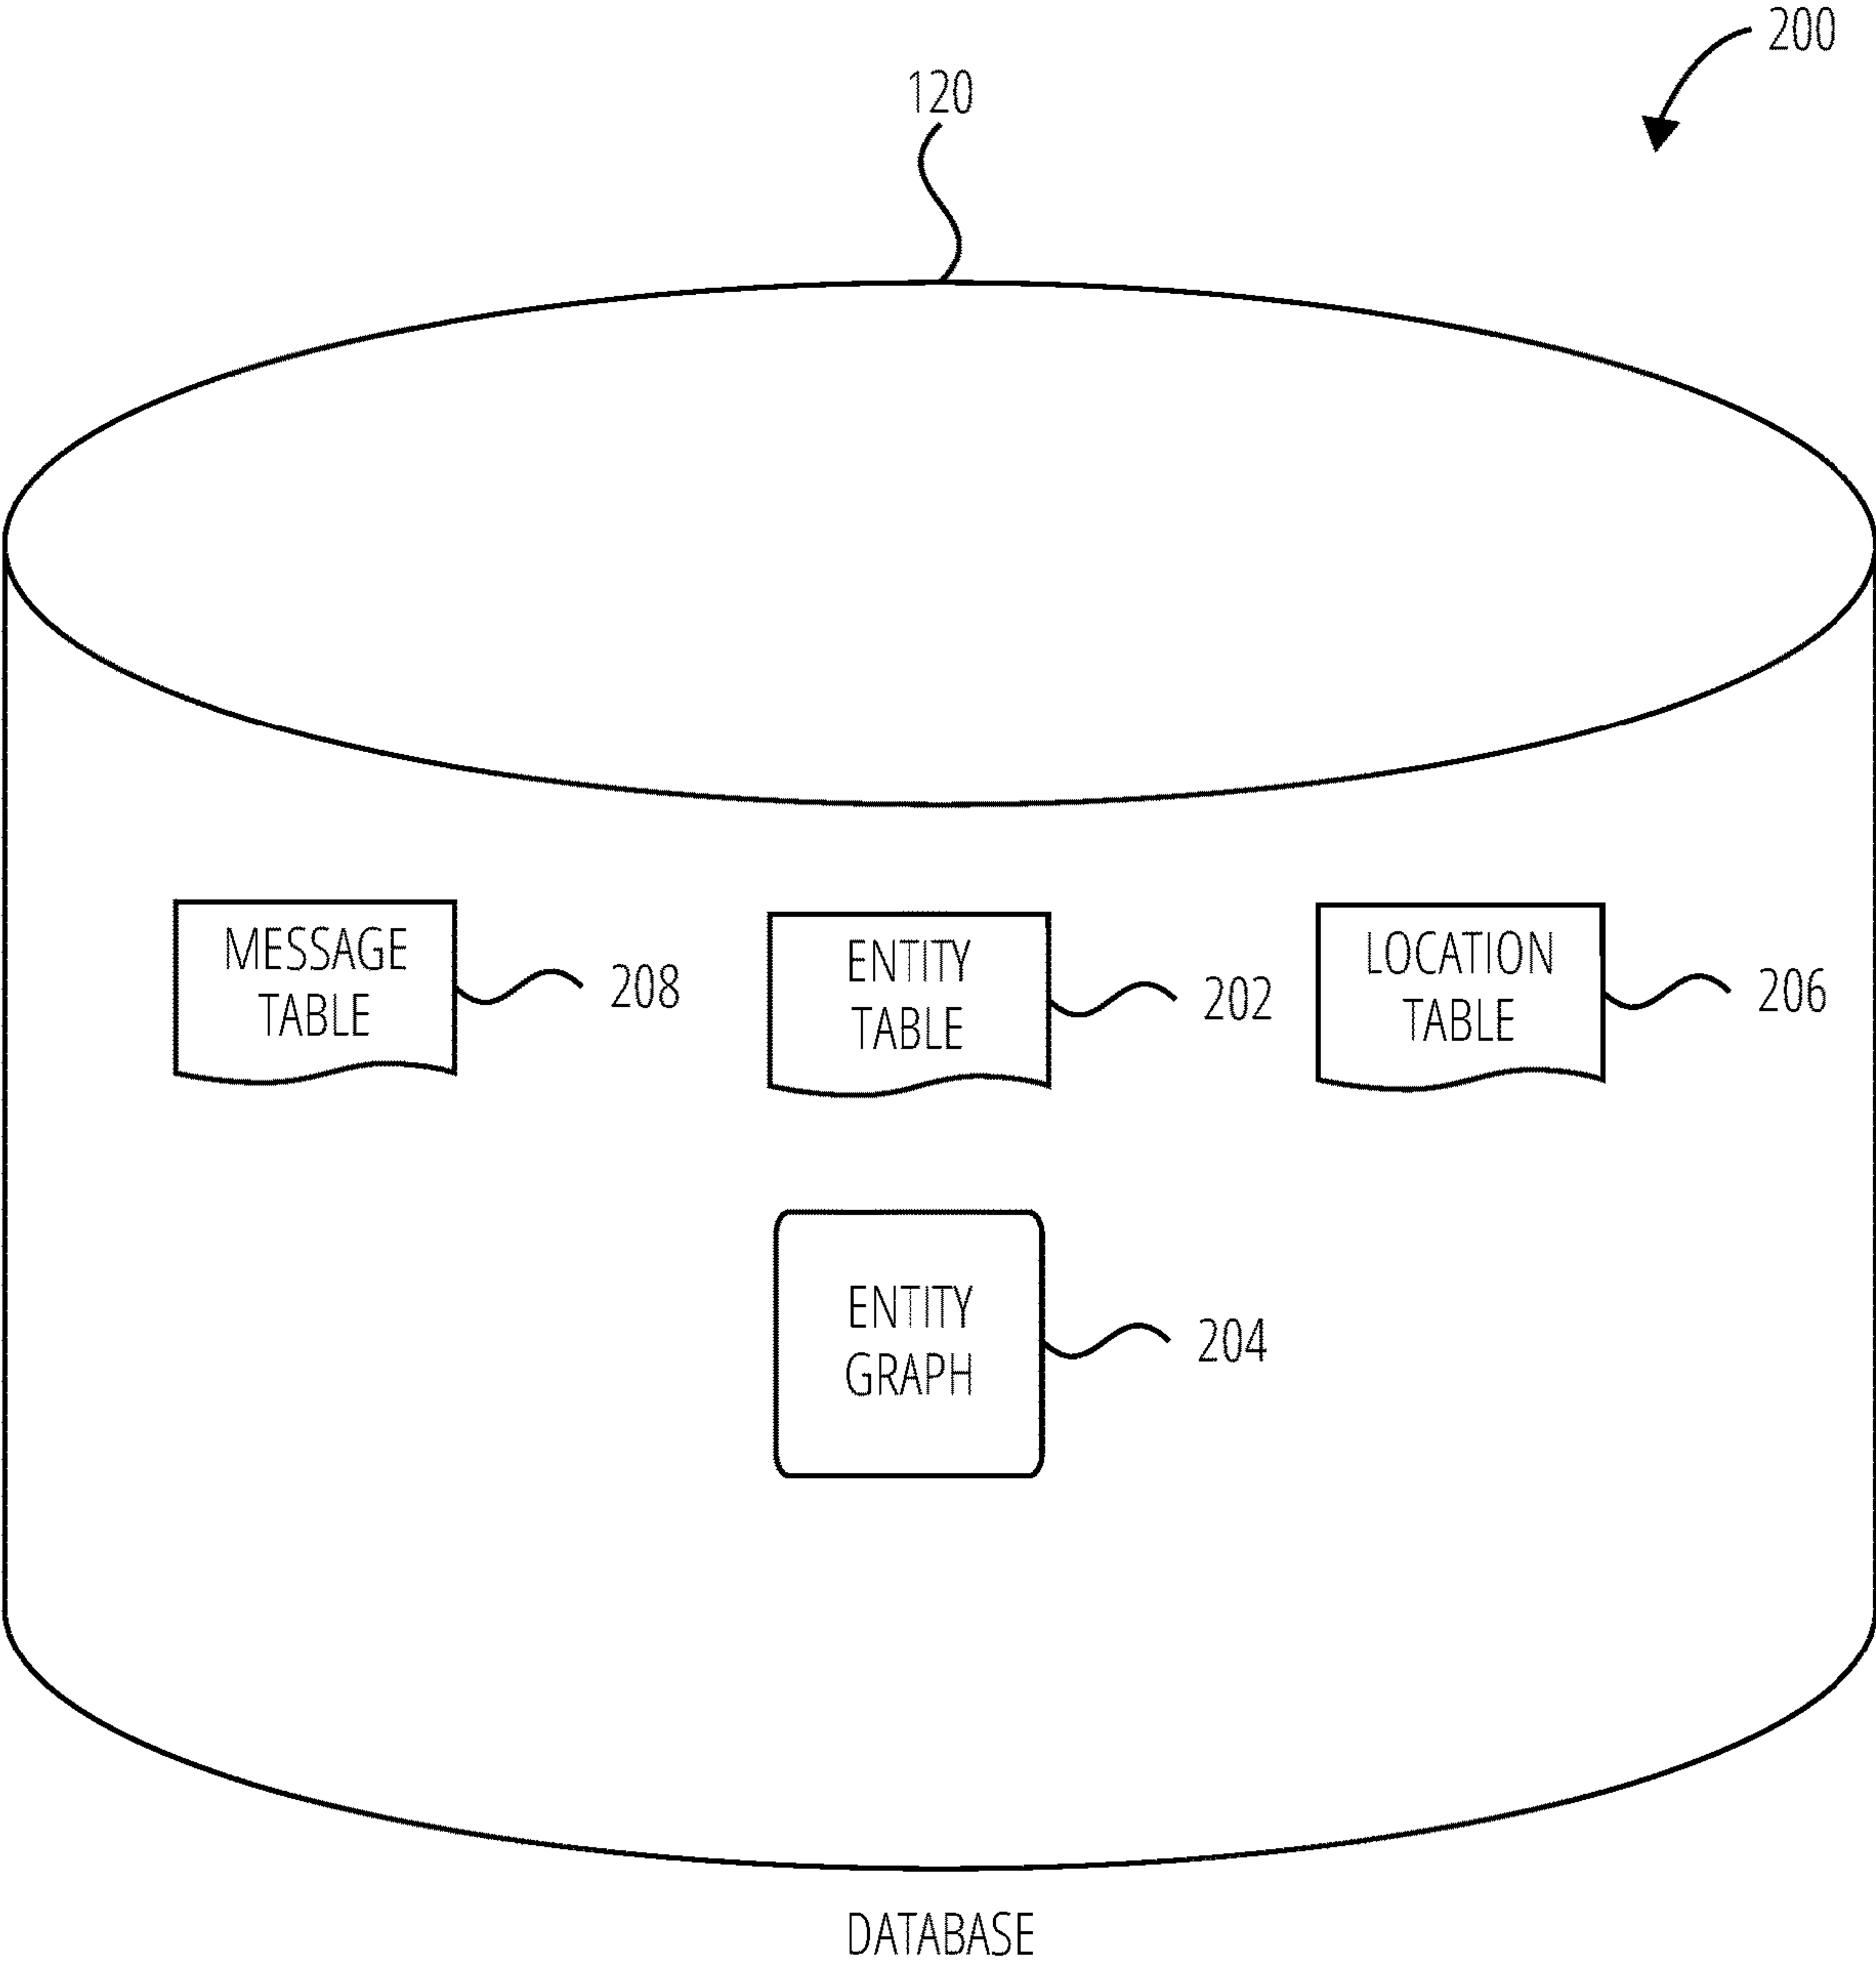 200
120
MESSAGE
TABLE
208
ENTITY
TABLE
202
LOCATION
TABLE
206
ENTITY
GRAPH
204
DATABASE